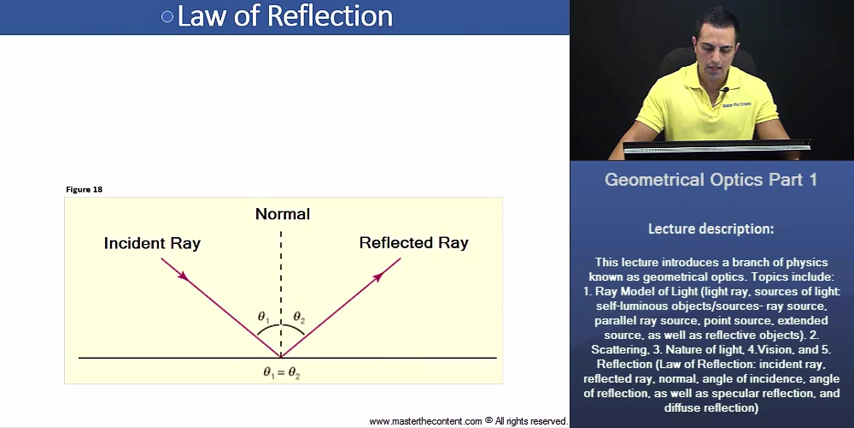 Law of Reflection
Figure 18
Normal
Incident Ray
Reflected Ray
θ1
θ2
θ1 = θ2
www.masterthecontent.com ® All rights reserved.
Master the Content
Geometrical Optics Part 1
Lecture description:
This lecture introduces a branch of physics
known as geometrical optics. Topics include:
1. Ray Model of Light (light ray, sources of light:
self-luminous objects/sources- ray source,
parallel ray source, point source, extended
source, as well as reflective objects). 2.
Scattering, 3. Nature of light, 4.Vision, and 5.
Reflection (Law of Reflection: incident ray,
reflected ray, normal, angle of incidence, angle
of reflection, as well as specular reflection, and
diffuse reflection)